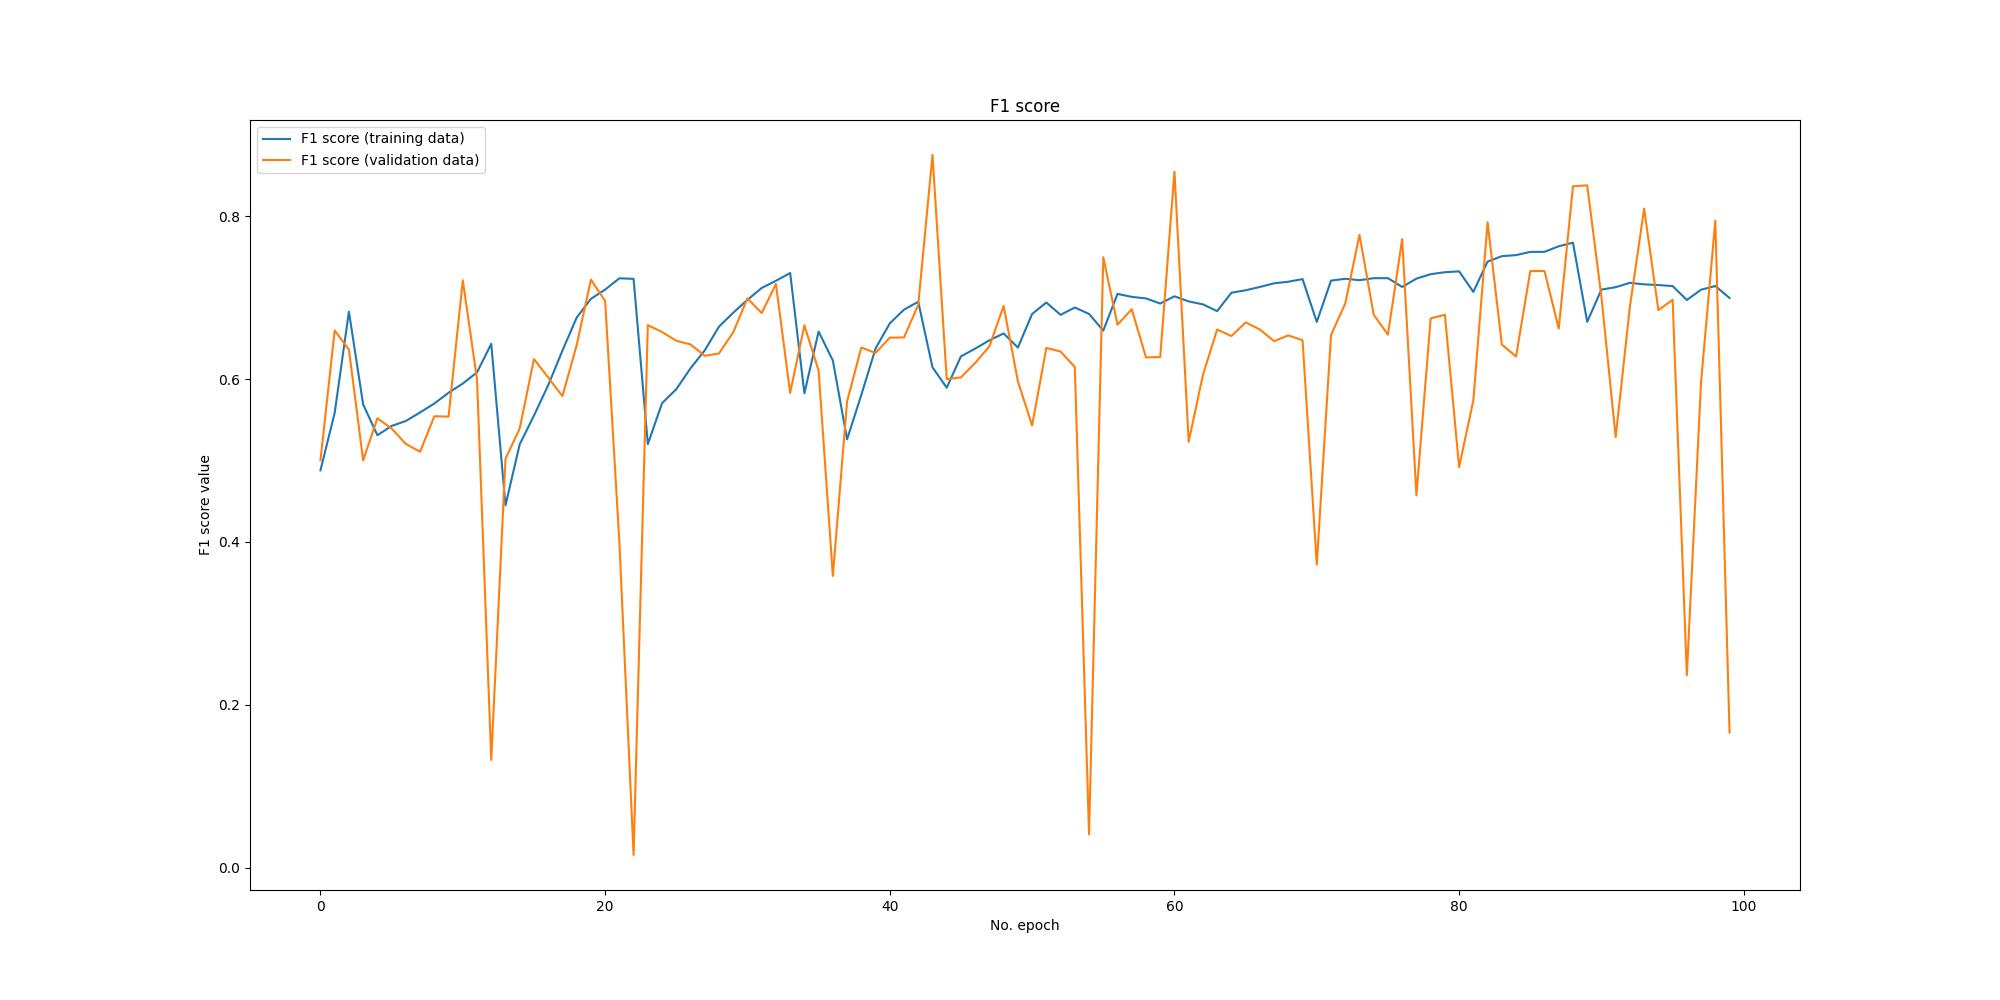 F1 score
F1 score (training data)
F1 score (validation data)
F1 score value
0.8
0.6
0.4
0.2
0.0
0 20 40 60 80 100
No. epoch